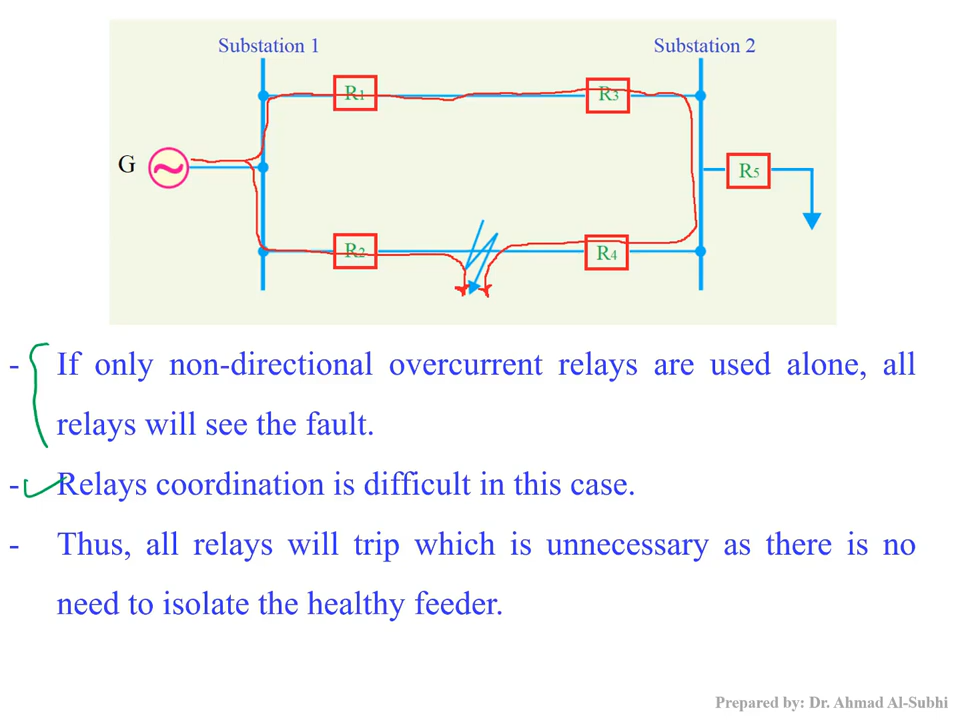 Substation 1
Substation 2
R1
R3
G
R5
R2
R4
- If only non-directional overcurrent relays are used alone, all
relays will see the fault.
- Relays coordination is difficult in this case.
- Thus, all relays will trip which is unnecessary as there is no
need to isolate the healthy feeder.
Prepared by: Dr. Ahmad Al-Subhi